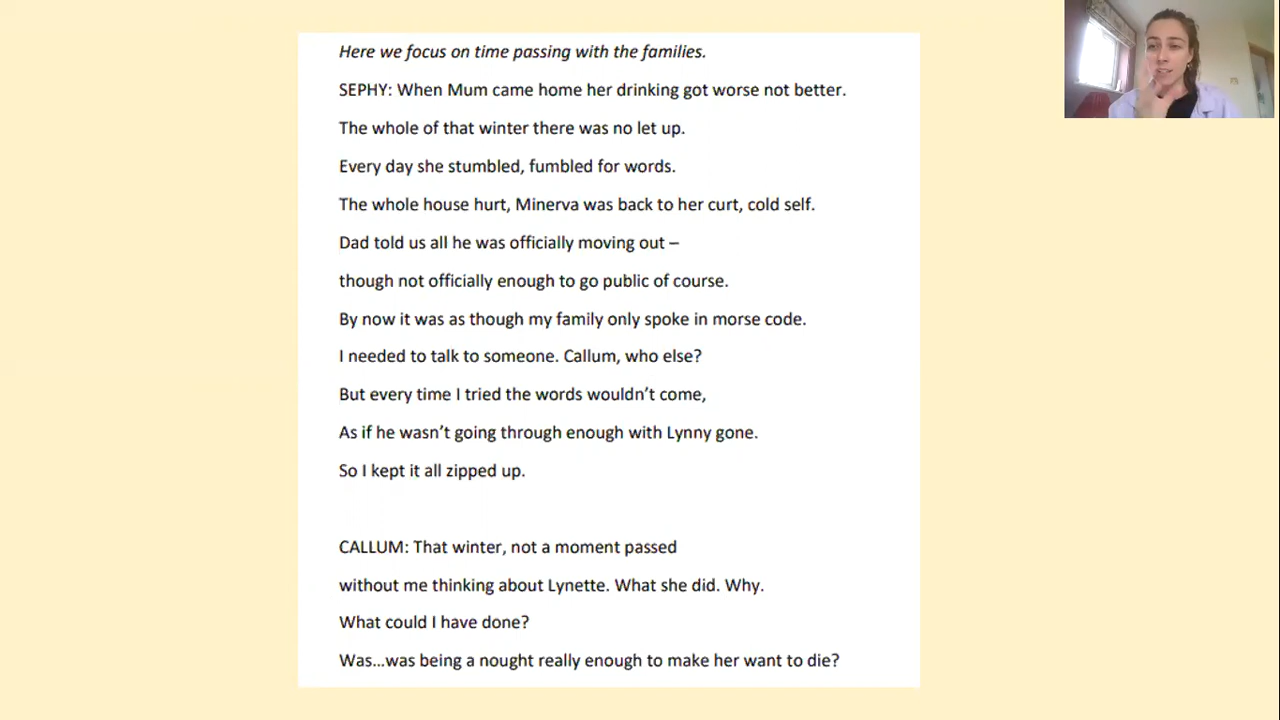 Here we focus on time passing with the families.
SEPHY: When Mum came home her drinking got worse not better.
The whole of that winter there was no let up.
Every day she stumbled, fumbled for words.
The whole house hurt, Minerva was back to her curt, cold self.
Dad told us all he was officially moving out –
though not officially enough to go public of course.
By now it was as though my family only spoke in morse code.
I needed to talk to someone. Callum, who else?
But every time I tried the words wouldn’t come,
As if he wasn’t going through enough with Lynny gone.
So I kept it all zipped up.
CALLUM: That winter, not a moment passed
without me thinking about Lynette. What she did. Why.
What could I have done?
Was…was being a nought really enough to make her want to die?